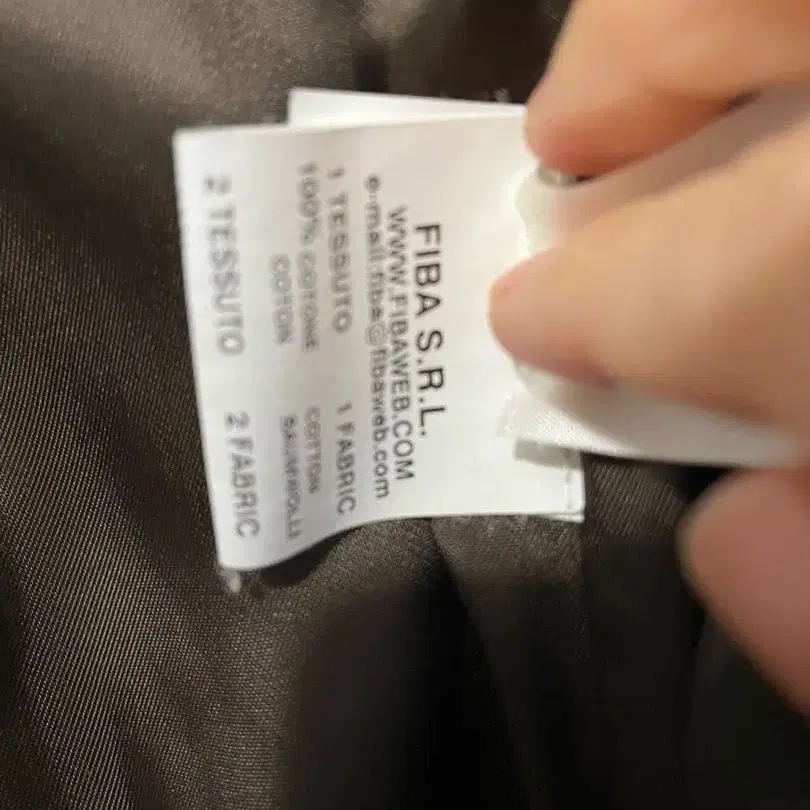 FIBA S.R.L.
WWW.FIBAWEB.COM
e-mail:fiba@fibaweb.com
1 TESSUTO 1 FABRIC
100% COTONE COTTON
COTON BAUMWOLLE
2 TESSUTO 2 FABRIC